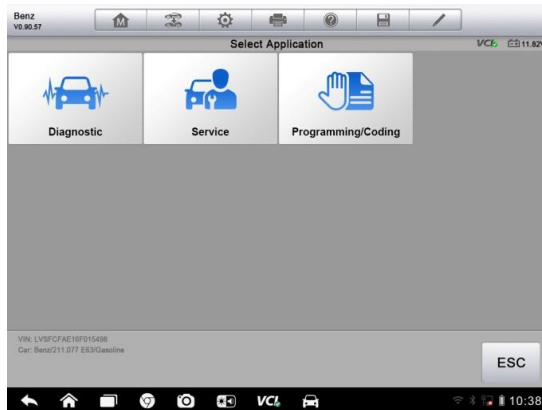 Benz
V0.90.57
Select Application
VCI
11.82V
Diagnostic
Service
Programming/Coding
VIN: LVSFCFAE16F015498
Car: Benz/211.077 E63/Gasoline
ESC
VCI
10:38